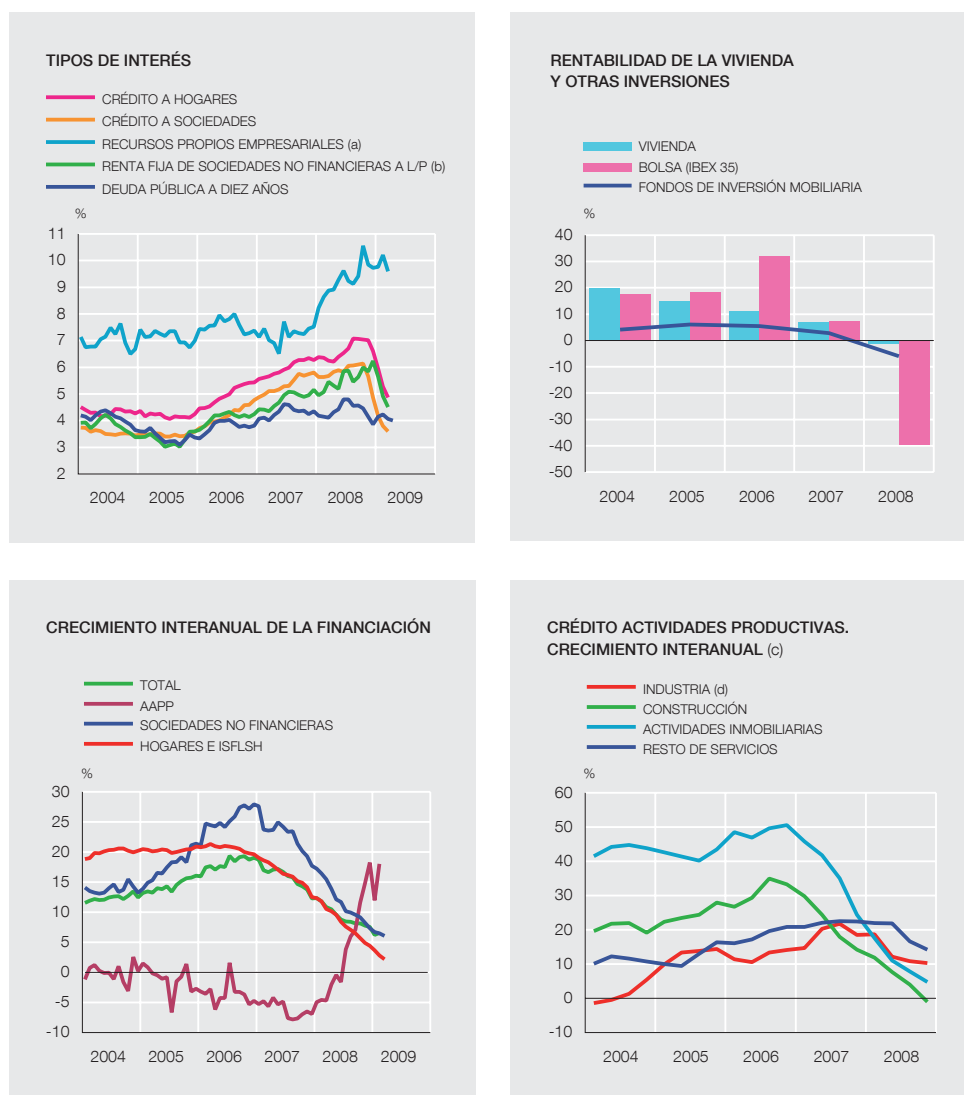 TIPOS DE INTERÉS
CRÉDITO A HOGARES
CRÉDITO A SOCIEDADES
RECURSOS PROPIOS EMPRESARIALES (a)
RENTA FIJA DE SOCIEDADES NO FINANCIERAS A L/P (b)
DEUDA PÚBLICA A DIEZ AÑOS
%
11
10
9
8
7
6
5
4
3
2
2004 2005 2006 2007 2008 2009
RENTABILIDAD DE LA VIVIENDA
Y OTRAS INVERSIONES
VIVIENDA
BOLSA (IBEX 35)
FONDOS DE INVERSIÓN MOBILIARIA
%
40
30
20
10
0
-10
-20
-30
-40
-50
2004 2005 2006 2007 2008
CRECIMIENTO INTERANUAL DE LA FINANCIACIÓN
TOTAL
AAPP
SOCIEDADES NO FINANCIERAS
HOGARES E ISFLSH
%
30
25
20
15
10
5
0
-5
-10
2004 2005 2006 2007 2008 2009
CRÉDITO ACTIVIDADES PRODUCTIVAS.
CRECIMIENTO INTERANUAL (c)
INDUSTRIA (d)
CONSTRUCCIÓN
ACTIVIDADES INMOBILIARIAS
RESTO DE SERVICIOS
%
60
50
40
30
20
10
0
-10
2004 2005 2006 2007 2008